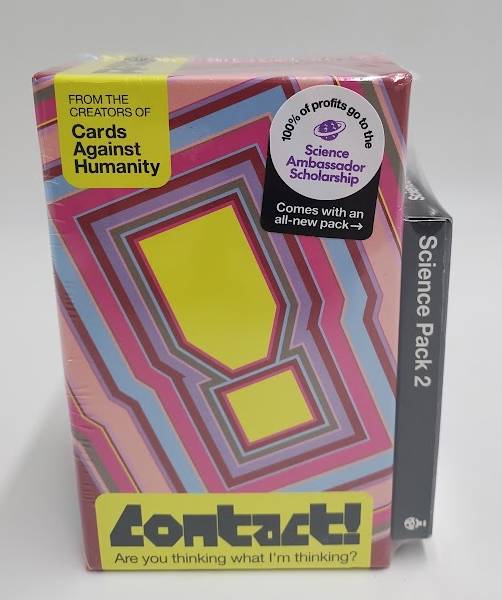 FROM THE
CREATORS OF
Cards
Against
Humanity
100% of profits go to the
Science
Ambassador
Scholarship
Comes with an
all-new pack→
Science Pack 2
Contact!
Are you thinking what I'm thinking?